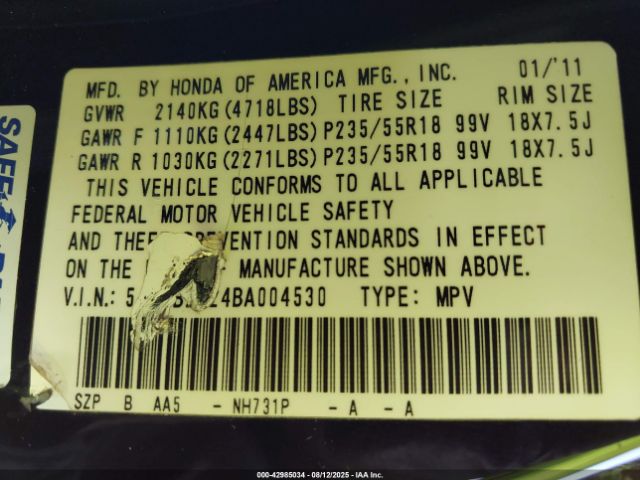 MFD. BY HONDA OF AMERICA MFG., INC. 01/'11
GVWR 2140KG(4718LBS) TIRE SIZE RIM SIZE
GAWR F 1110KG(2447LBS) P235/55R18 99V 18X7.5J
GAWR R 1030KG(2271LBS) P235/55R18 99V 18X7.5J
THIS VEHICLE CONFORMS TO ALL APPLICABLE
FEDERAL MOTOR VEHICLE SAFETY
AND STANDARDS IN EFFECT
ON THE MANUFACTURE SHOWN ABOVE.
V.I.N.: TYPE: MPV
SZP B AA5 - NH731P - A - A
000-42985034 | 08/12/2025 | IAA Inc.